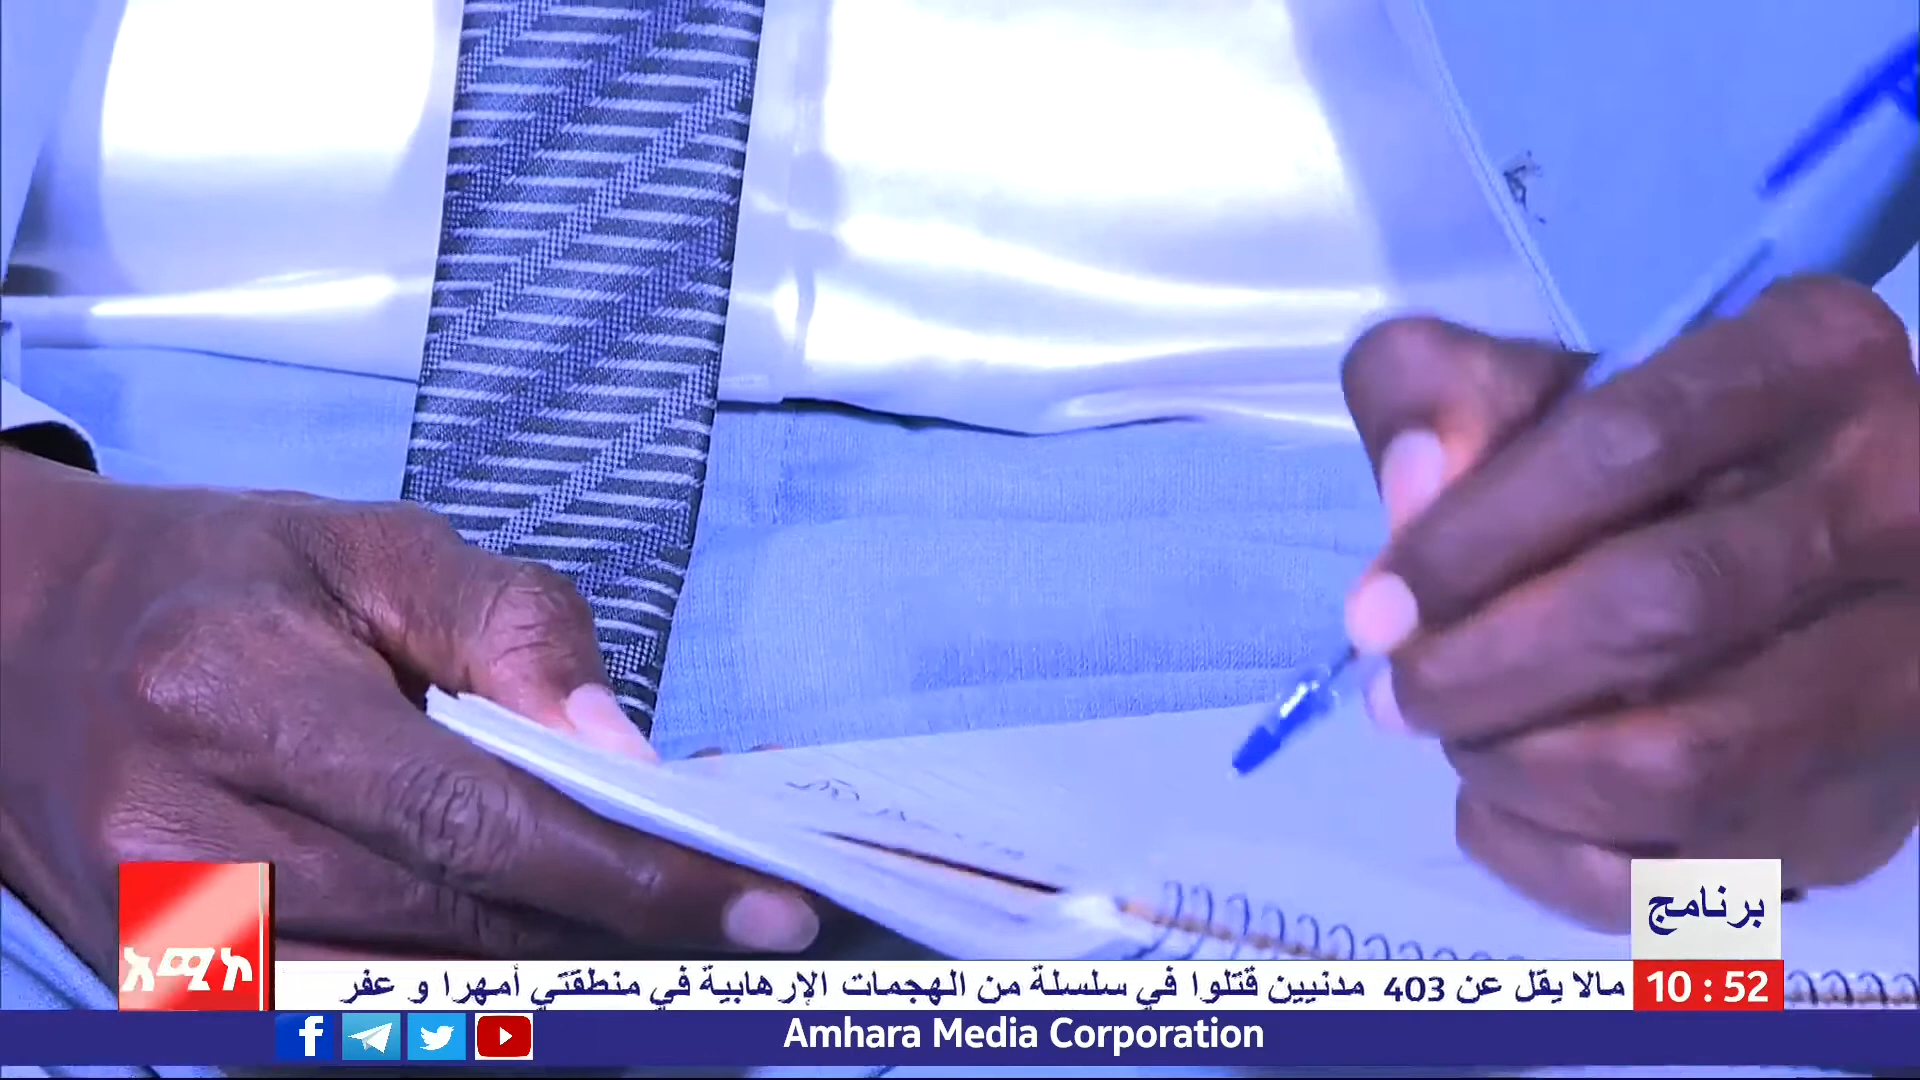 برنامج
አሚኮ
مالا يقل عن 403 مدنيين قتلوا في سلسلة من الهجمات الإرهابية في منطقتي أمهرا و عفر
10 : 52
Amhara Media Corporation